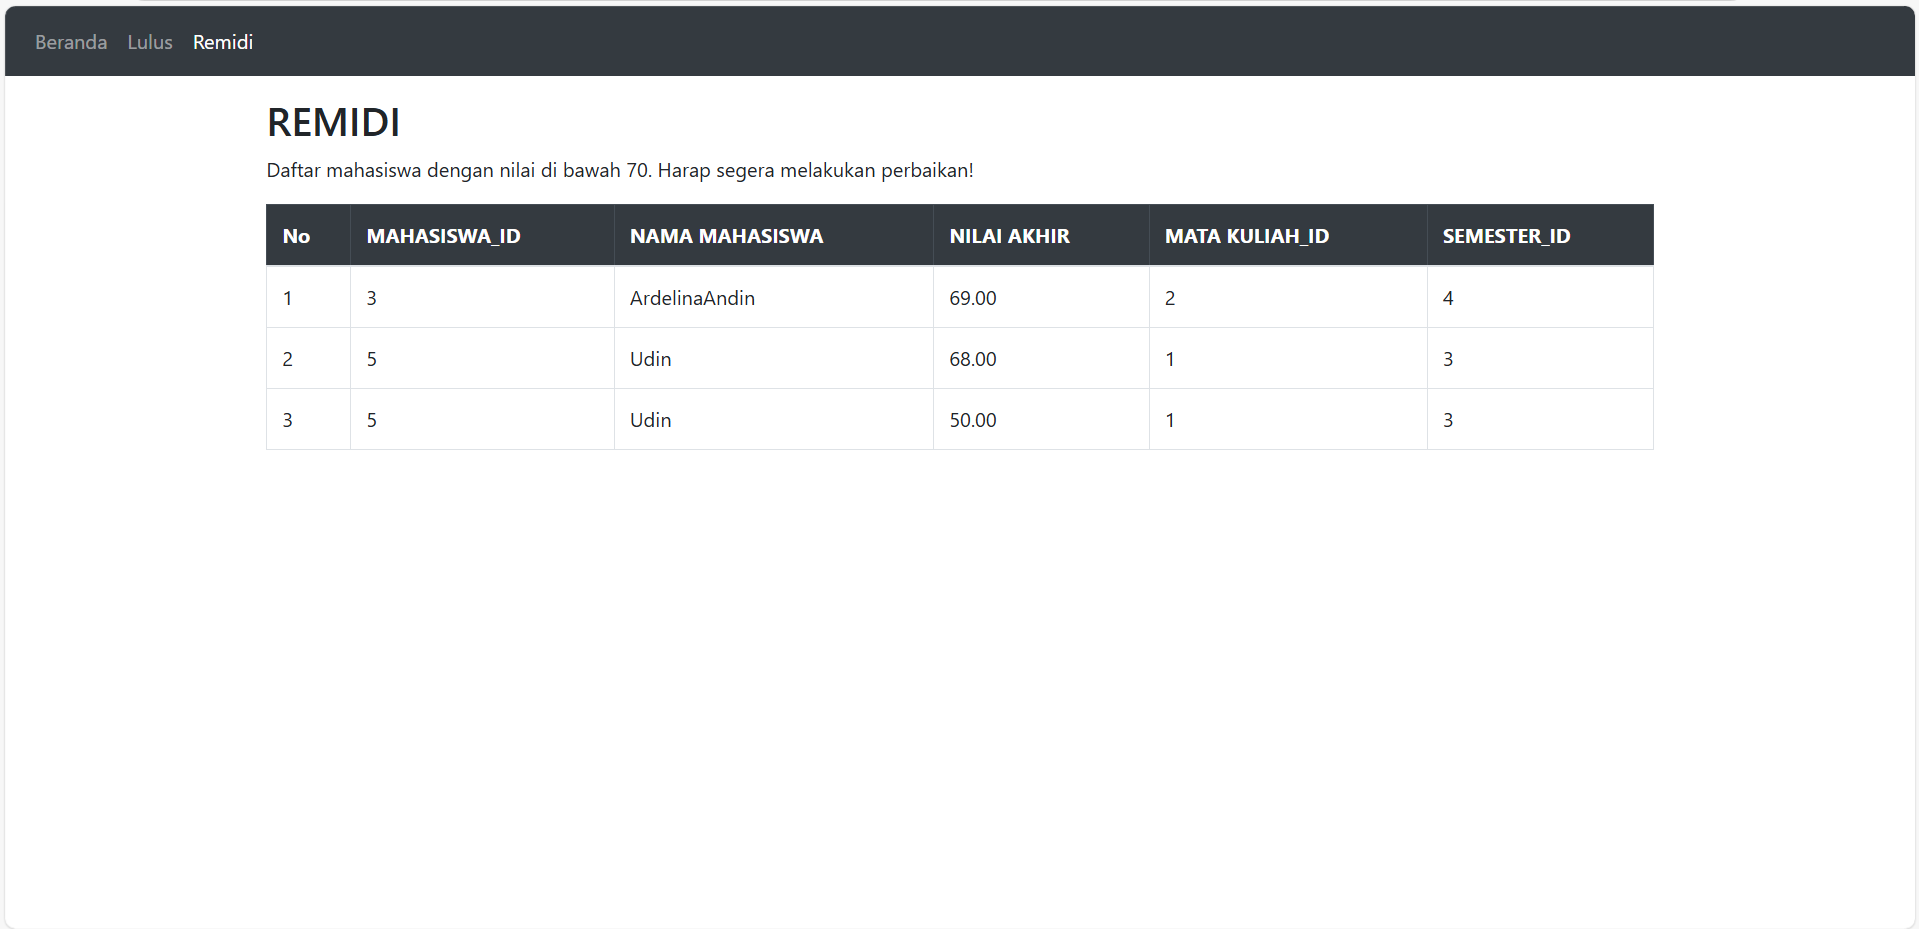 Beranda Lulus Remidi
REMIDI
Daftar mahasiswa dengan nilai di bawah 70. Harap segera melakukan perbaikan!
No MAHASISWA_ID NAMA MAHASISWA NILAI AKHIR MATA KULIAH_ID SEMESTER_ID
1 3 ArdelinaAndin 69.00 2 4
2 5 Udin 68.00 1 3
3 5 Udin 50.00 1 3